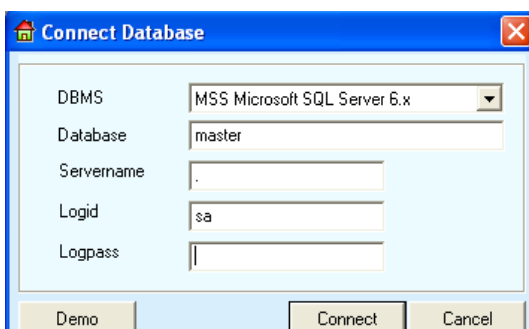 Connect Database
DBMS MSS Microsoft SQL Server 6.x
Database master
Servername .
Logid sa
Logpass
Demo Connect Cancel